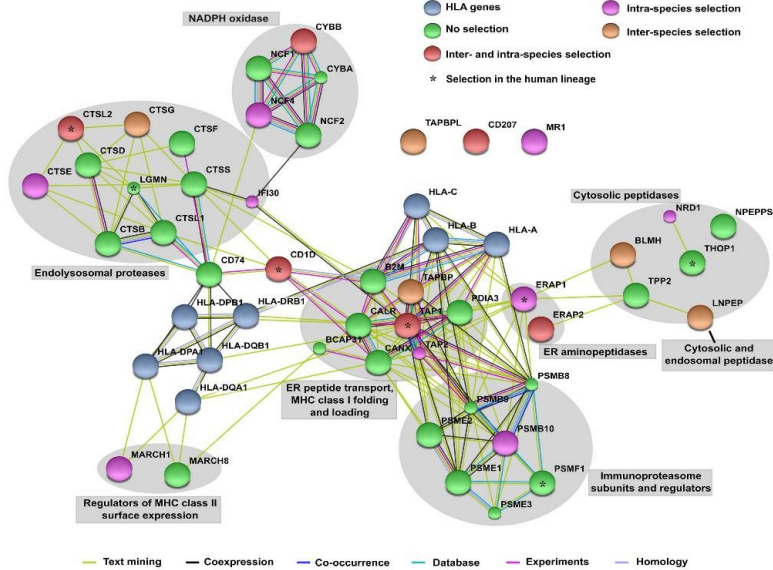 NADPH oxidase
HLA genes
Intra-species selection
No selection
Inter-species selection
Inter- and intra-species selection
* Selection in the human lineage
CYBB
NCF1
CYBA
NCF4
NCF2
TAPBPL
CD207
MR1
CTSL2
CTSG
CTSF
CTSD
CTSE
LGMN
CTSS
CTSB
CTSL1
IFI30
Endolysosomal proteases
HLA-C
HLA-B
HLA-A
Cytosolic peptidases
NRD1
NPEPPS
BLMH
THOP1
TPP2
LNPEP
CD74
CD1D
B2M
TAPBP
ERAP1
ERAP2
HLA-DPB1
HLA-DRB1
CALR
TAP1
PDIA3
BCAP31
CANX
TAP2
ER aminopeptidases
Cytosolic and
endosomal peptidases
HLA-DPA1
HLA-DQB1
HLA-DQA1
ER peptide transport,
MHC class I folding
and loading
PSMB8
PSMB9
PSME2
PSMB10
MARCH1
MARCH8
PSME1
PSMF1
PSME3
Immunoproteasome
subunits and regulators
Regulators of MHC class II
surface expression
Text mining
Coexpression
Co-occurrence
Database
Experiments
Homology